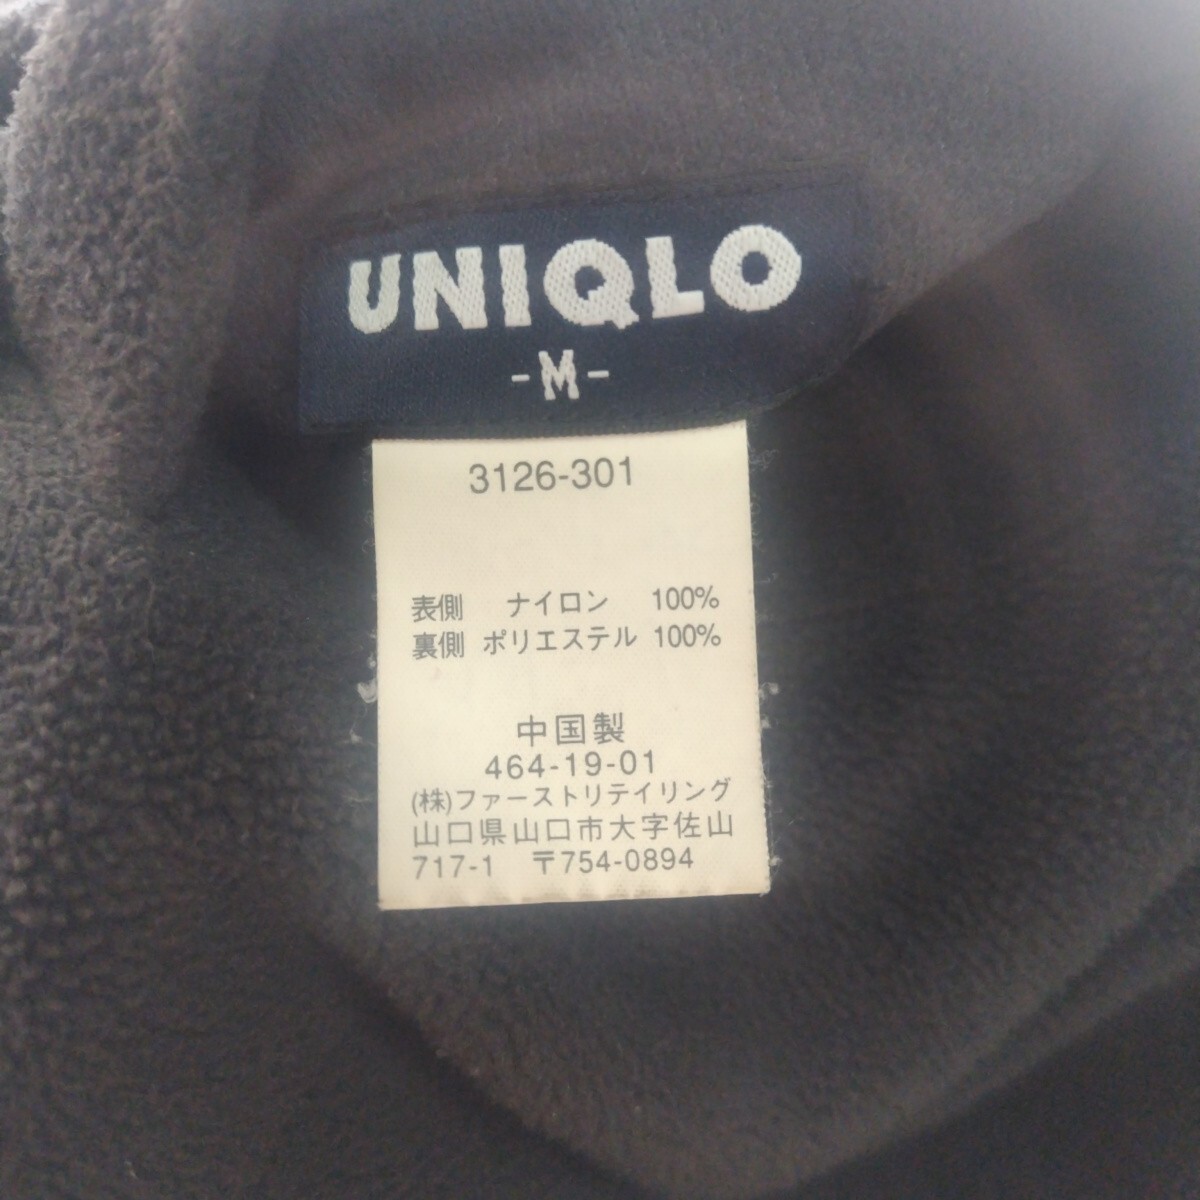 UNIQLO
-M-
3126-301
表側 ナイロン 100%
裏側 ポリエステル 100%
中国製
464-19-01
(株)ファーストリテイリング
山口県山口市大字佐山
717-1 〒754-0894